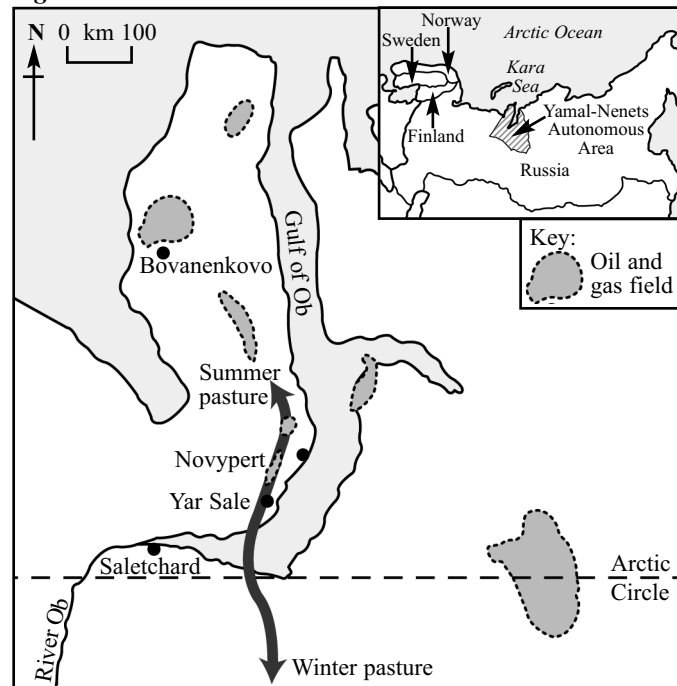 N
0 km 100
Norway
Sweden
Arctic Ocean
Kara
Sea
Yamal-Nenets
Autonomous
Area
Finland
Russia
Key:
Oil and
gas field
Gulf of Ob
Bovanenkovo
Summer
pasture
Novypert
Yar Sale
Saletchard
Arctic
Circle
River Ob
Winter pasture